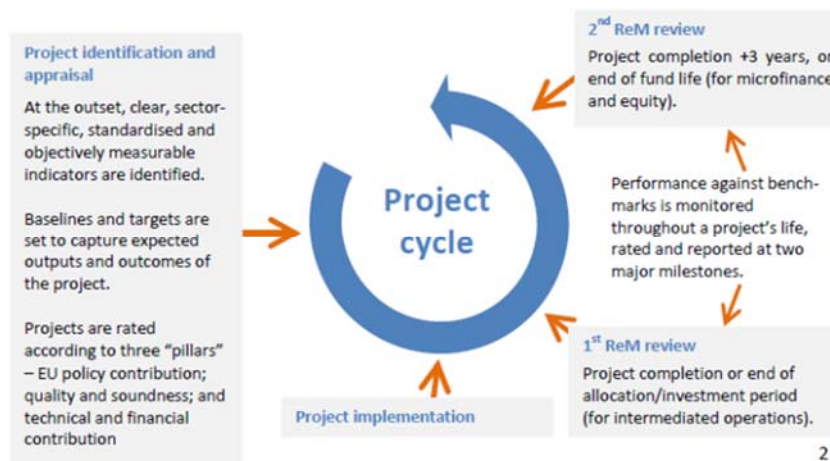 Project identification and
appraisal
At the outset, clear, sector-
specific, standardised and
objectively measurable
indicators are identified.
Baselines and targets are
set to capture expected
outputs and outcomes of
the project.
Projects are rated
according to three “pillars”
– EU policy contribution;
quality and soundness; and
technical and financial
contribution
Project
cycle
Project implementation
2nd ReM review
Project completion +3 years, or
end of fund life (for microfinance
and equity).
Performance against bench-
marks is monitored
throughout a project’s life,
rated and reported at two
major milestones.
1st ReM review
Project completion or end of
allocation/investment period
(for intermediated operations).
2